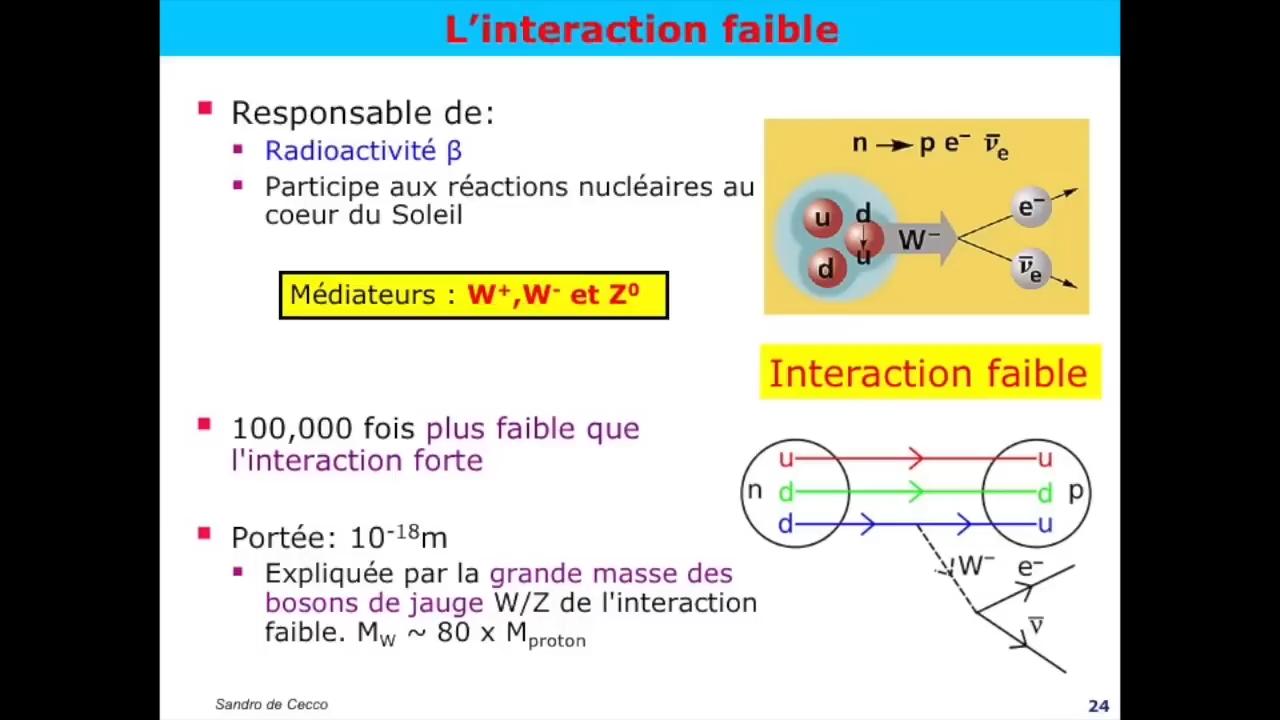 L’interaction faible
Responsable de:
Radioactivité β
Participe aux réactions nucléaires au
coeur du Soleil
Médiateurs : W⁺,W⁻ et Z⁰
100,000 fois plus faible que
l'interaction forte
Portée: 10⁻¹⁸m
Expliquée par la grande masse des
bosons de jauge W/Z de l'interaction
faible. M_W ~ 80 x M_proton
n → p e⁻ ν̅ₑ
u d
e⁻
W⁻
u
d
ν̅ₑ
Interaction faible
u u
n d d p
d u
W⁻ e⁻
ν̅
Sandro de Cecco
24